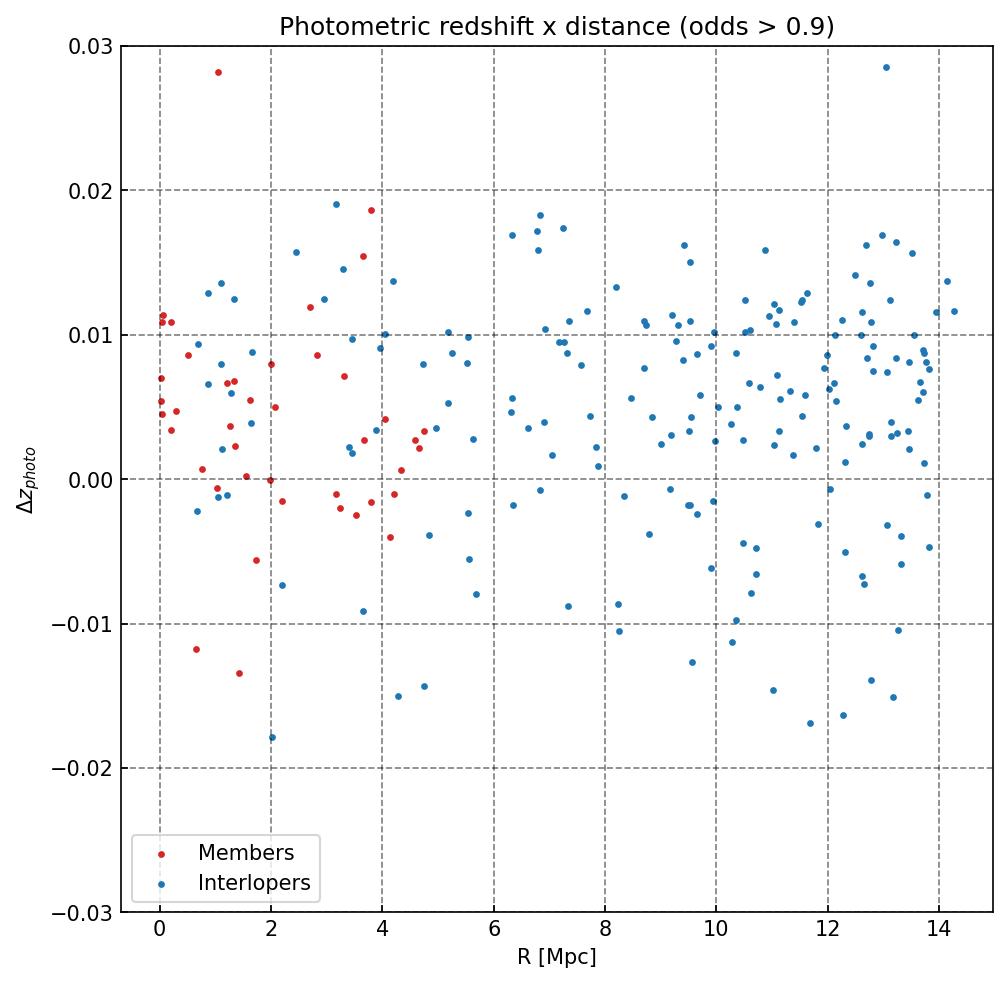 Photometric redshift x distance (odds > 0.9)
0.03
0.02
0.01
0.00
−0.01
−0.02
−0.03
Δz_photo
Members
Interlopers
0 2 4 6 8 10 12 14
R [Mpc]